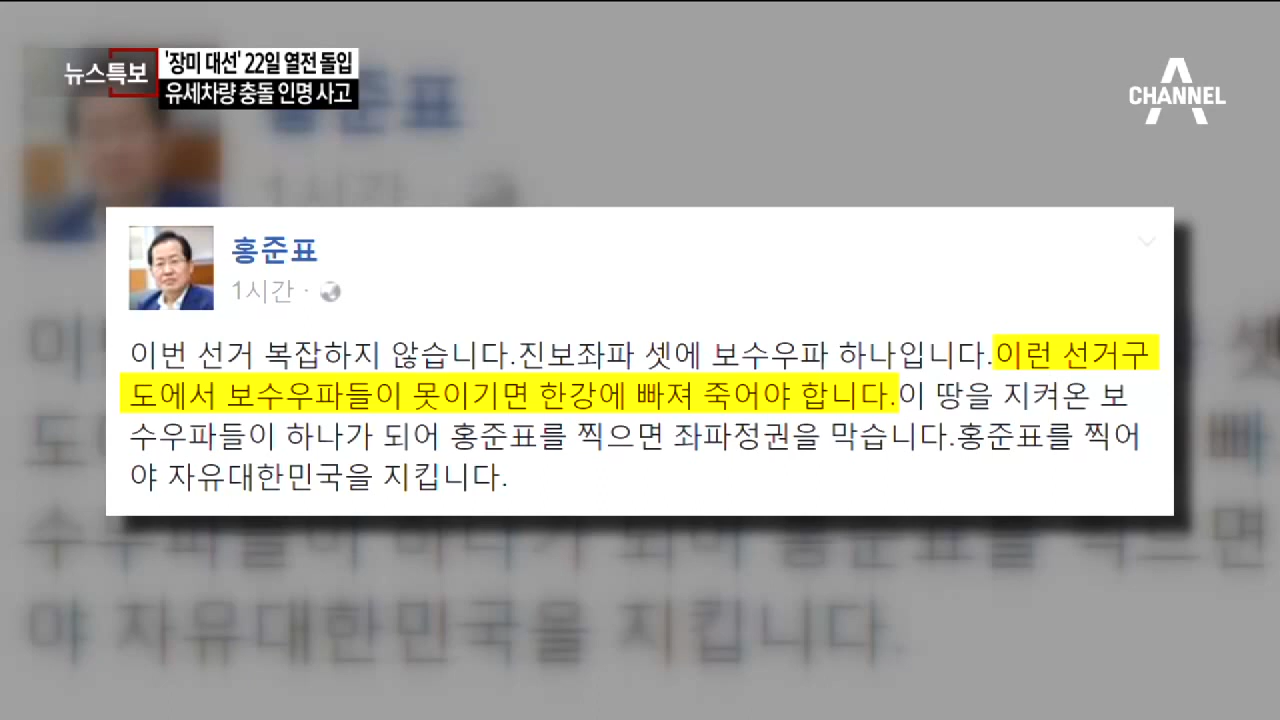 뉴스특보
'장미 대선' 22일 열전 돌입
유세차량 충돌 인명 사고
CHANNEL A
홍준표
1시간 ·
이번 선거 복잡하지 않습니다.진보좌파 셋에 보수우파 하나입니다.이런 선거구
도에서 보수우파들이 못이기면 한강에 빠져 죽어야 합니다.이 땅을 지켜온 보
수우파들이 하나가 되어 홍준표를 찍으면 좌파정권을 막습니다.홍준표를 찍어
야 자유대한민국을 지킵니다.